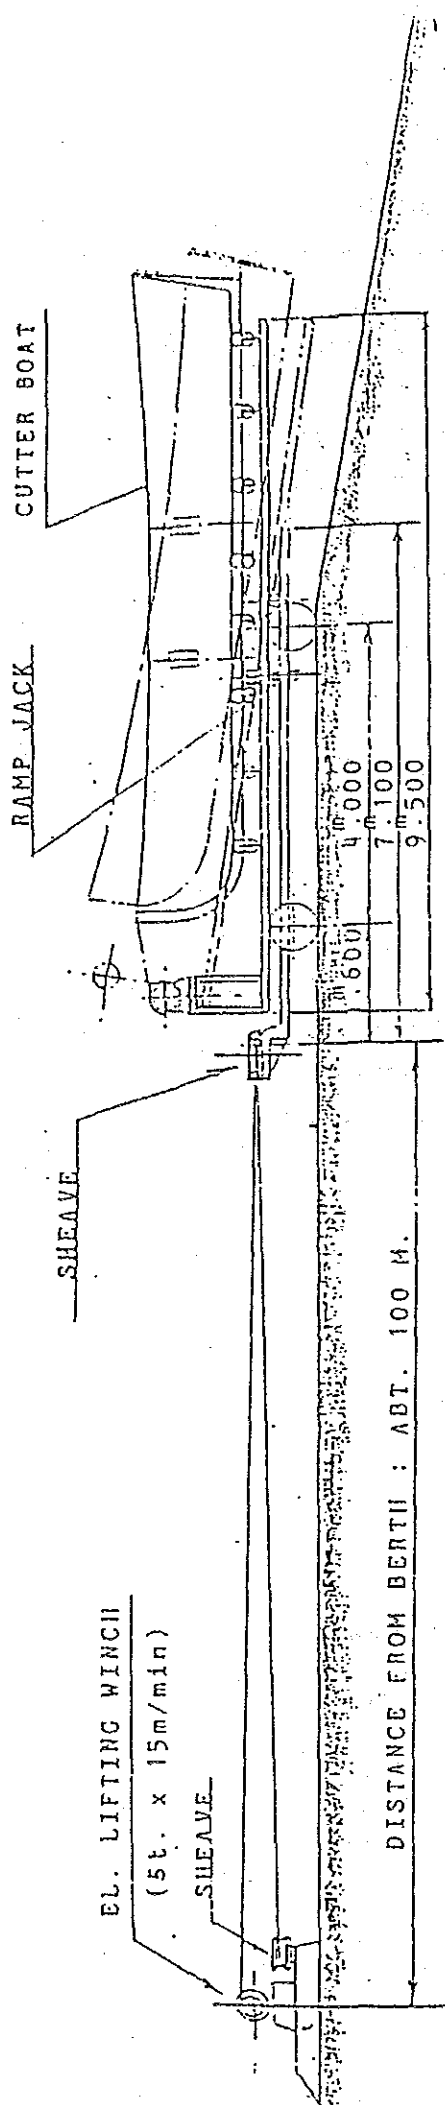 CUTTER BOAT
RAMP JACK
SHEAVE
EL. LIFTING WINCH
(5t. x 15m/min)
SHEAVE
m.600
4.000
m
7.100
m
9.500
DISTANCE FROM BERTH : ABT. 100 M.